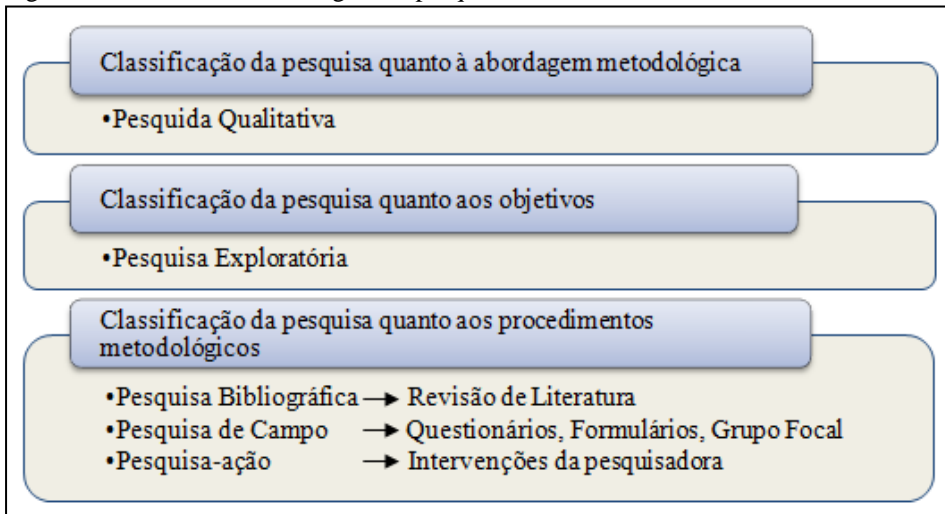 Classificação da pesquisa quanto à abordagem metodológica
•Pesquida Qualitativa
Classificação da pesquisa quanto aos objetivos
•Pesquisa Exploratória
Classificação da pesquisa quanto aos procedimentos
metodológicos
•Pesquisa Bibliográfica → Revisão de Literatura
•Pesquisa de Campo → Questionários, Formulários, Grupo Focal
•Pesquisa-ação → Intervenções da pesquisadora